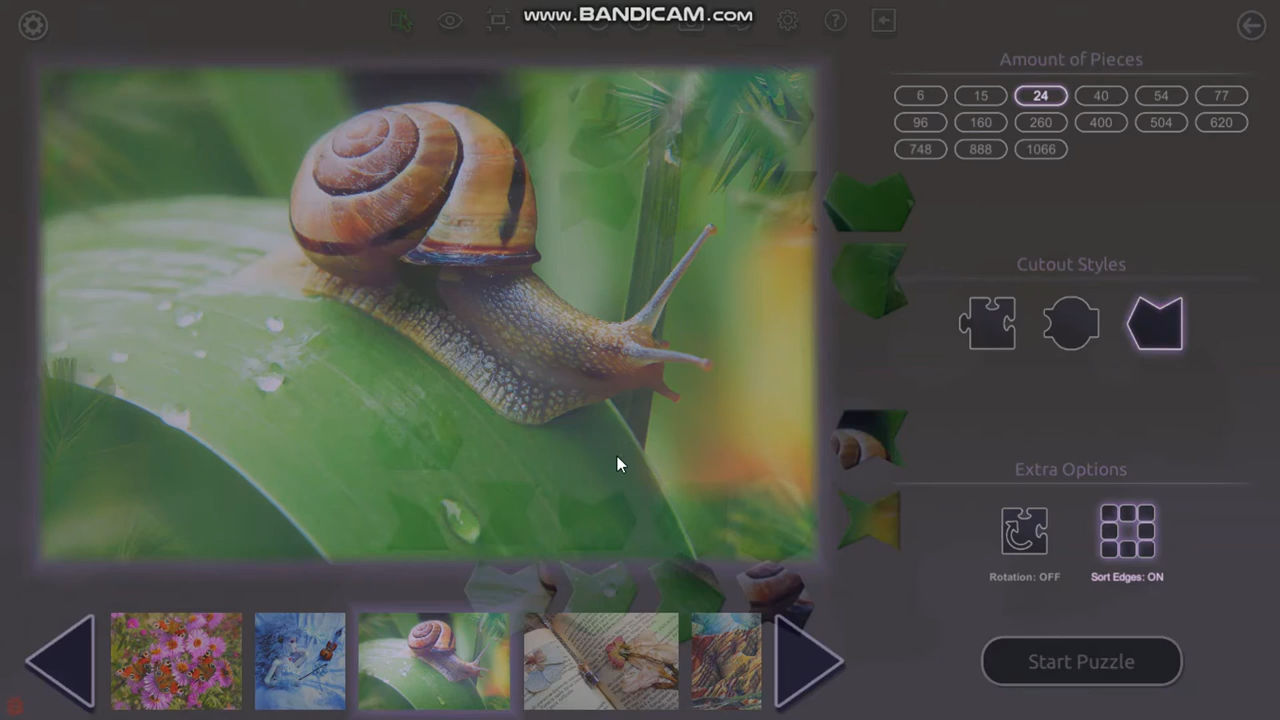 www.BANDICAM.com
Amount of Pieces
6 15 24 40 54 77
96 160 260 400 504 620
748 888 1066
Cutout Styles
Extra Options
Rotation: OFF Sort Edges: ON
Start Puzzle